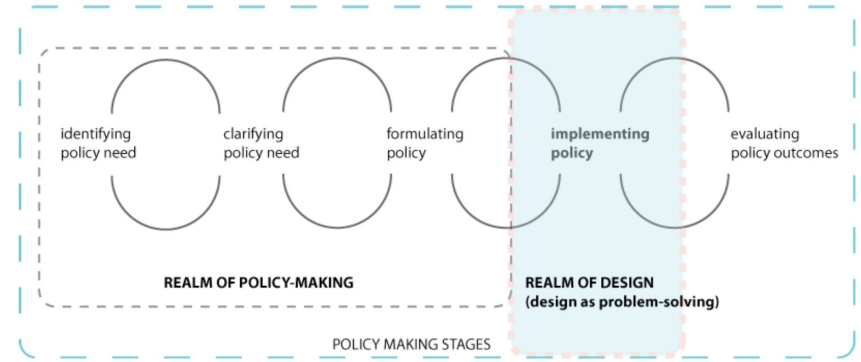 identifying
policy need
clarifying
policy need
formulating
policy
implementing
policy
evaluating
policy outcomes
REALM OF POLICY-MAKING
REALM OF DESIGN
(design as problem-solving)
POLICY MAKING STAGES